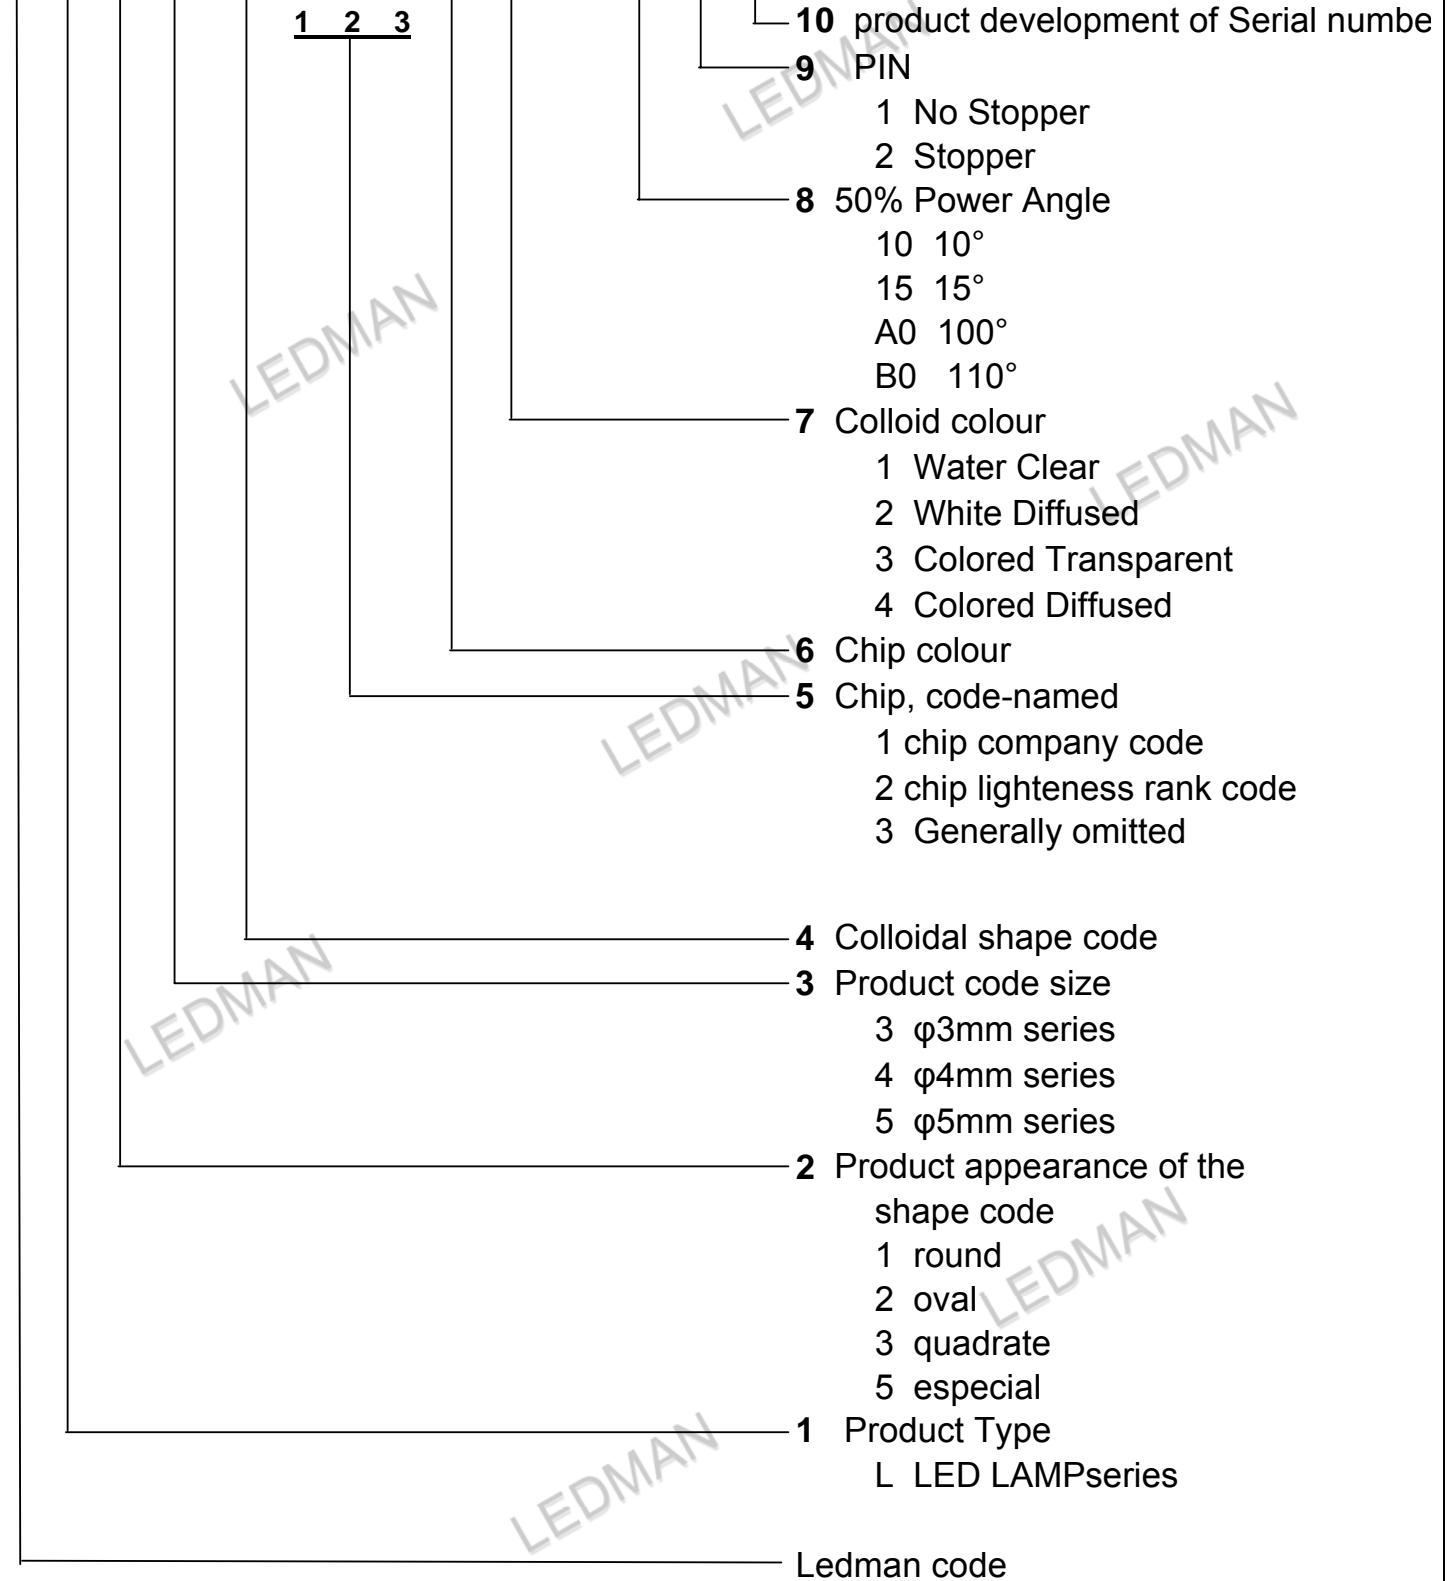 1 2 3
10 product development of Serial numbe
9 PIN
1 No Stopper
2 Stopper
8 50% Power Angle
10 10°
15 15°
A0 100°
B0 110°
7 Colloid colour
1 Water Clear
2 White Diffused
3 Colored Transparent
4 Colored Diffused
6 Chip colour
5 Chip, code-named
1 chip company code
2 chip lighteness rank code
3 Generally omitted
4 Colloidal shape code
3 Product code size
3 φ3mm series
4 φ4mm series
5 φ5mm series
2 Product appearance of the
shape code
1 round
2 oval
3 quadrate
5 especial
1 Product Type
L LED LAMPseries
Ledman code
LEDMAN
LEDMAN
LEDMAN
LEDMAN
LEDMAN
LEDMAN
LEDMAN